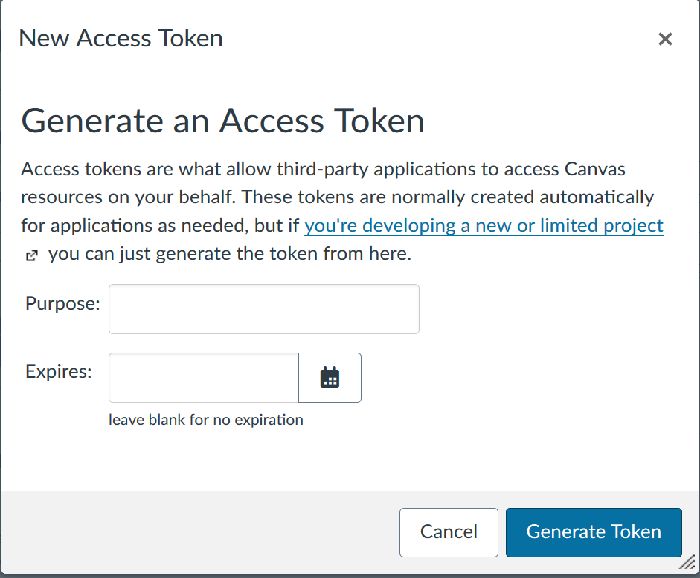 New Access Token
Generate an Access Token
Access tokens are what allow third-party applications to access Canvas
resources on your behalf. These tokens are normally created automatically
for applications as needed, but if you're developing a new or limited project
you can just generate the token from here.
Purpose:
Expires:
leave blank for no expiration
Cancel
Generate Token